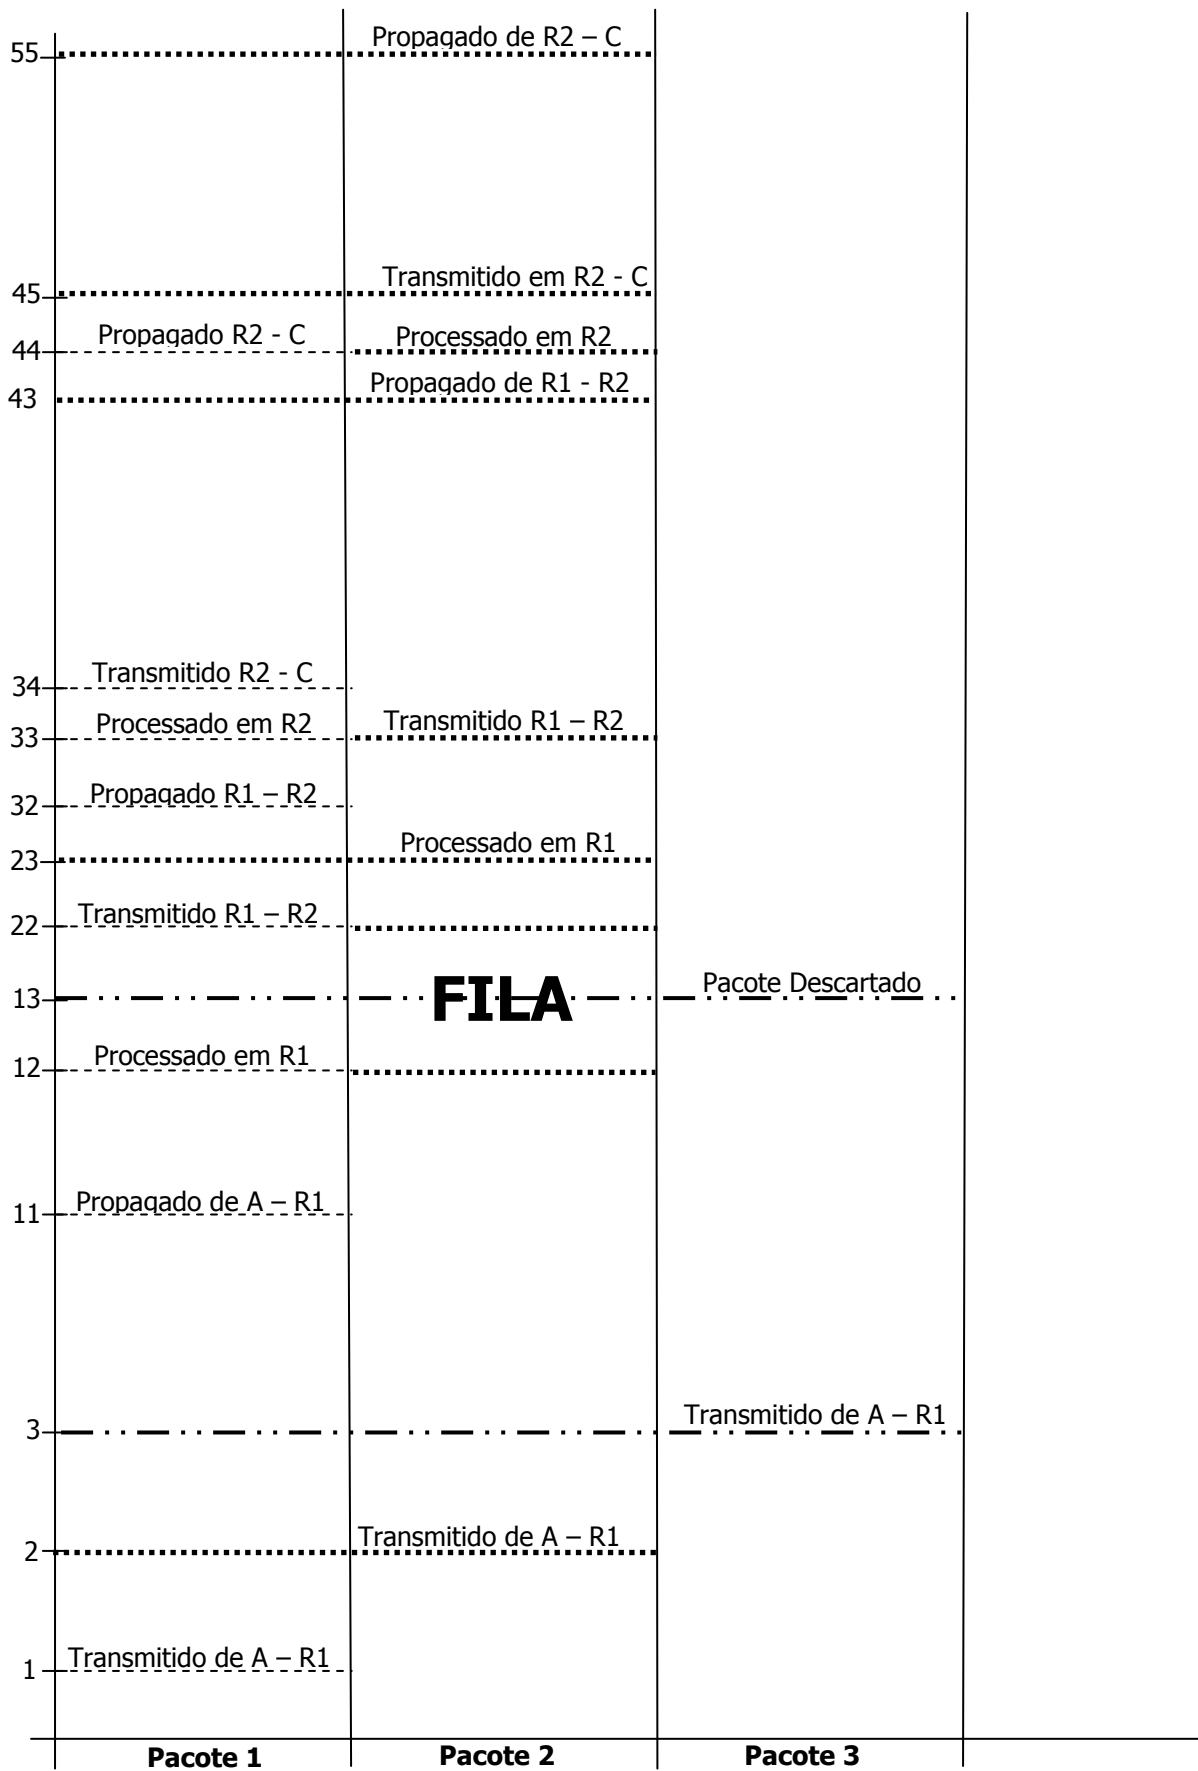 Propagado de R2 – C
55
Transmitido em R2 - C
45
Propagado R2 - C
Processado em R2
44
Propagado de R1 - R2
43
Transmitido R2 - C
34
Processado em R2
Transmitido R1 – R2
33
Propagado R1 – R2
32
Processado em R1
23
Transmitido R1 – R2
22
Pacote Descartado
13
FILA
Processado em R1
12
Propagado de A – R1
11
Transmitido de A – R1
3
Transmitido de A – R1
2
Transmitido de A – R1
1
Pacote 1
Pacote 2
Pacote 3